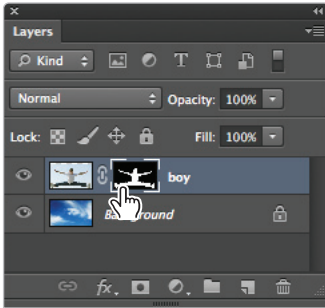 Layers
Kind T
Normal Opacity: 100%
Lock: Fill: 100%
boy
Background
fx